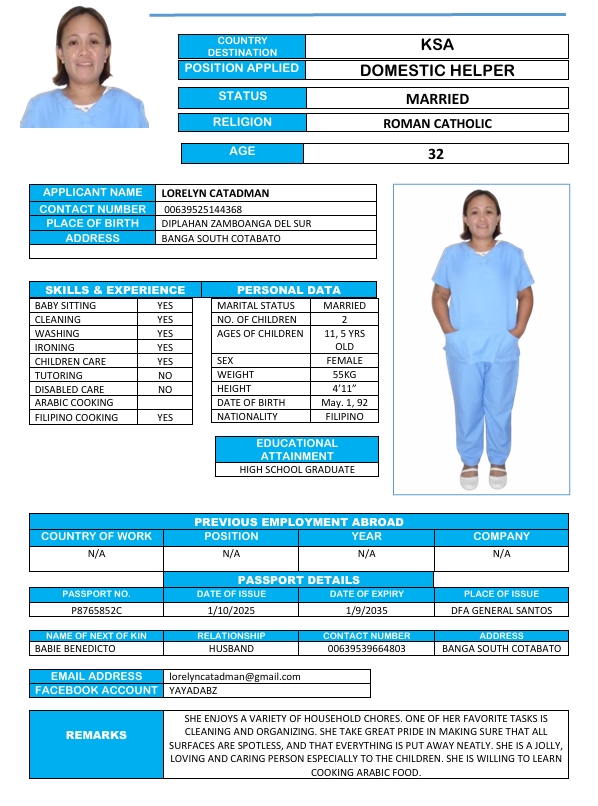 COUNTRY DESTINATION KSA
POSITION APPLIED DOMESTIC HELPER
STATUS MARRIED
RELIGION ROMAN CATHOLIC
AGE 32
APPLICANT NAME LORELYN CATADMAN
CONTACT NUMBER 00639525144368
PLACE OF BIRTH DIPLAHAN ZAMBOANGA DEL SUR
ADDRESS BANGA SOUTH COTABATO
SKILLS & EXPERIENCE
BABY SITTING YES
CLEANING YES
WASHING YES
IRONING YES
CHILDREN CARE YES
TUTORING NO
DISABLED CARE NO
ARABIC COOKING
FILIPINO COOKING YES
PERSONAL DATA
MARITAL STATUS MARRIED
NO. OF CHILDREN 2
AGES OF CHILDREN 11, 5 YRS
OLD
SEX FEMALE
WEIGHT 55KG
HEIGHT 4’11”
DATE OF BIRTH May. 1, 92
NATIONALITY FILIPINO
EDUCATIONAL
ATTAINMENT
HIGH SCHOOL GRADUATE
PREVIOUS EMPLOYMENT ABROAD
COUNTRY OF WORK POSITION YEAR COMPANY
N/A N/A N/A N/A
PASSPORT DETAILS
PASSPORT NO. DATE OF ISSUE DATE OF EXPIRY PLACE OF ISSUE
P8765852C 1/10/2025 1/9/2035 DFA GENERAL SANTOS
NAME OF NEXT OF KIN RELATIONSHIP CONTACT NUMBER ADDRESS
BABIE BENEDICTO HUSBAND 00639539664803 BANGA SOUTH COTABATO
EMAIL ADDRESS lorelyncatadman@gmail.com
FACEBOOK ACCOUNT YAYADABZ
REMARKS
SHE ENJOYS A VARIETY OF HOUSEHOLD CHORES. ONE OF HER FAVORITE TASKS IS
CLEANING AND ORGANIZING. SHE TAKE GREAT PRIDE IN MAKING SURE THAT ALL
SURFACES ARE SPOTLESS, AND THAT EVERYTHING IS PUT AWAY NEATLY. SHE IS A JOLLY,
LOVING AND CARING PERSON ESPECIALLY TO THE CHILDREN. SHE IS WILLING TO LEARN
COOKING ARABIC FOOD.